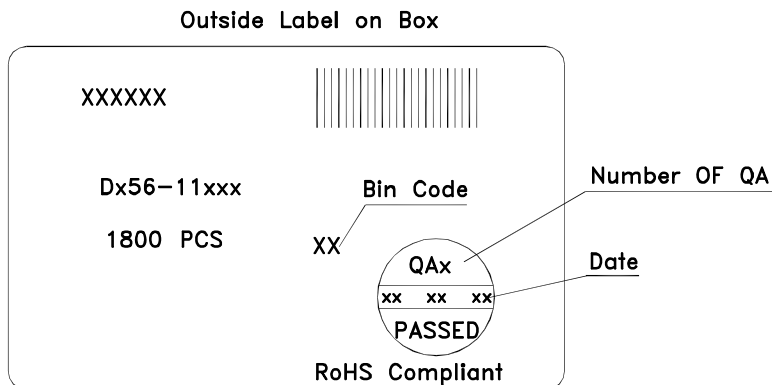 Outside Label on Box
XXXXXX
Dx56-11xxx
Bin Code
Number OF QA
1800 PCS
XX
QAx
Date
xx xx xx
PASSED
RoHS Compliant